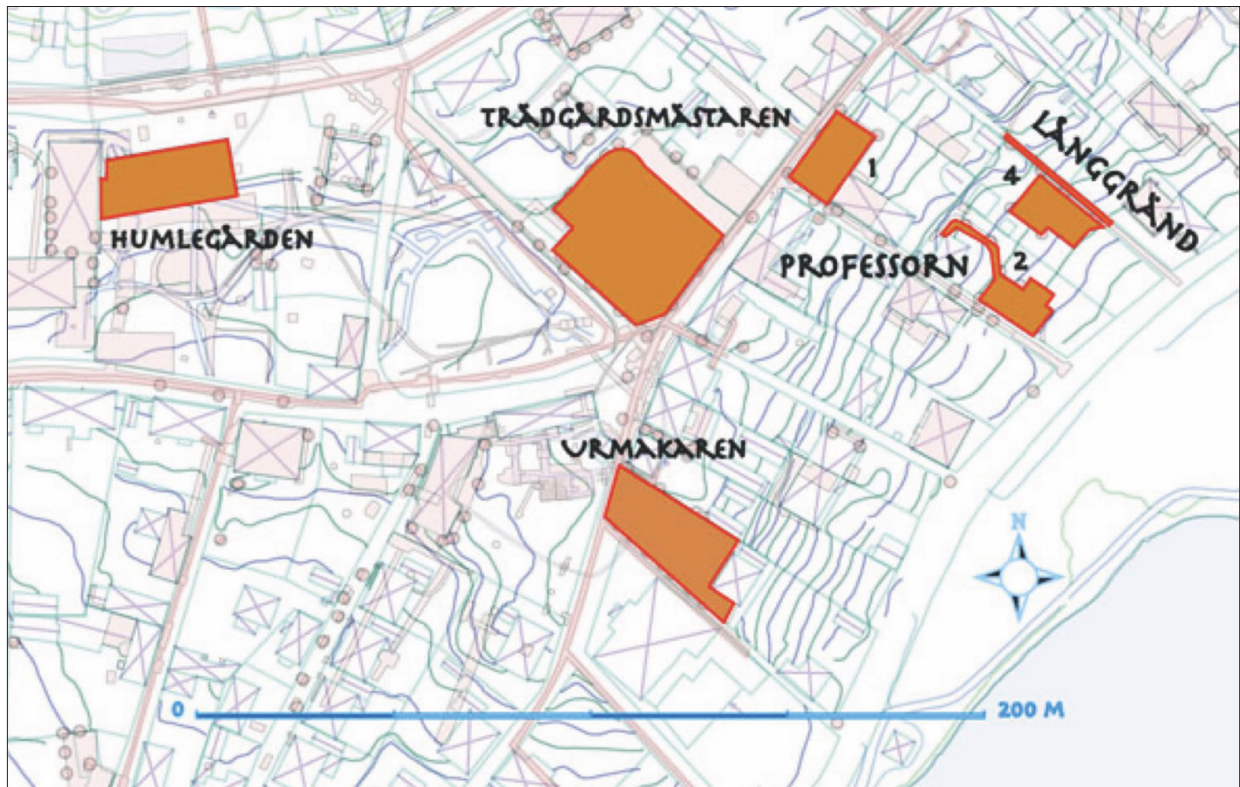 TRÄDGÅRDSMÄSTAREN
1
LÅNGGRÄND
4
HUMLEGÅRDEN
PROFESSORN
2
URMAKAREN
N
0
200 M